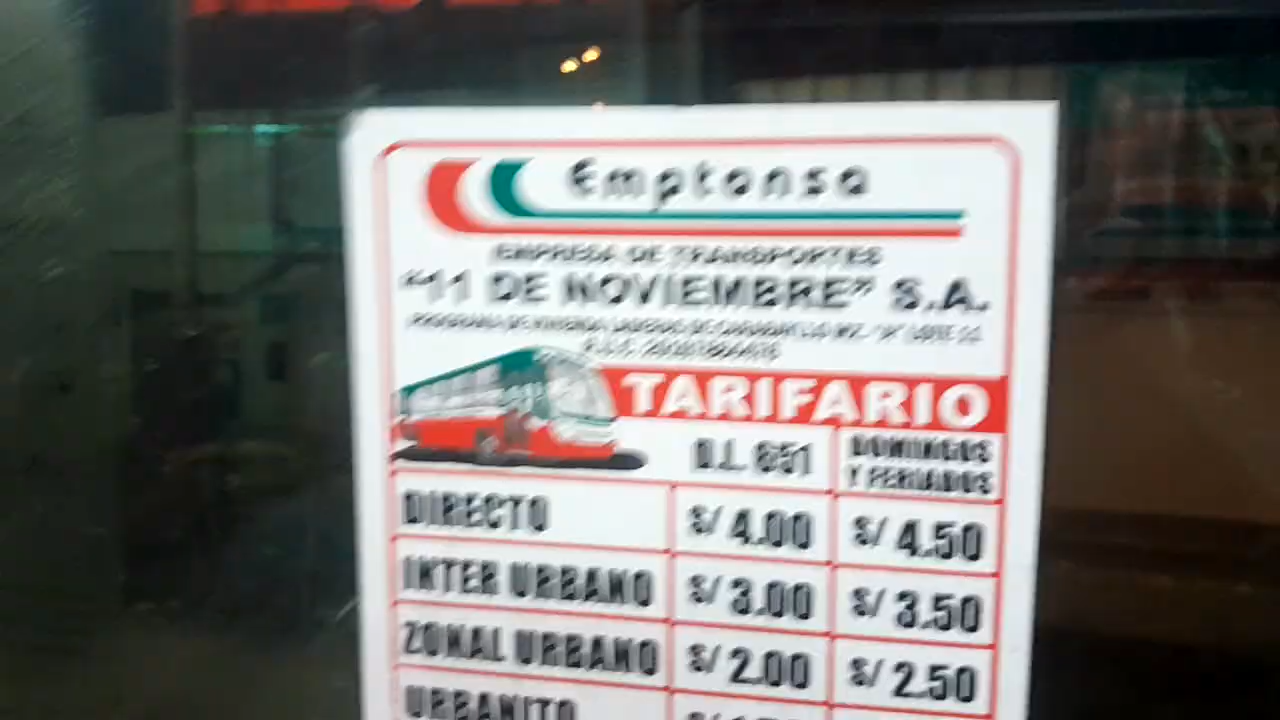 Emptonsa
EMPRESA DE TRANSPORTES
"11 DE NOVIEMBRE" S.A.
TARIFARIO
D.L. 651 DOMINGOS Y FERIADOS
DIRECTO S/ 4.00 S/ 4.50
INTER URBANO S/ 3.00 S/ 3.50
ZONAL URBANO S/ 2.00 S/ 2.50
URBANITO